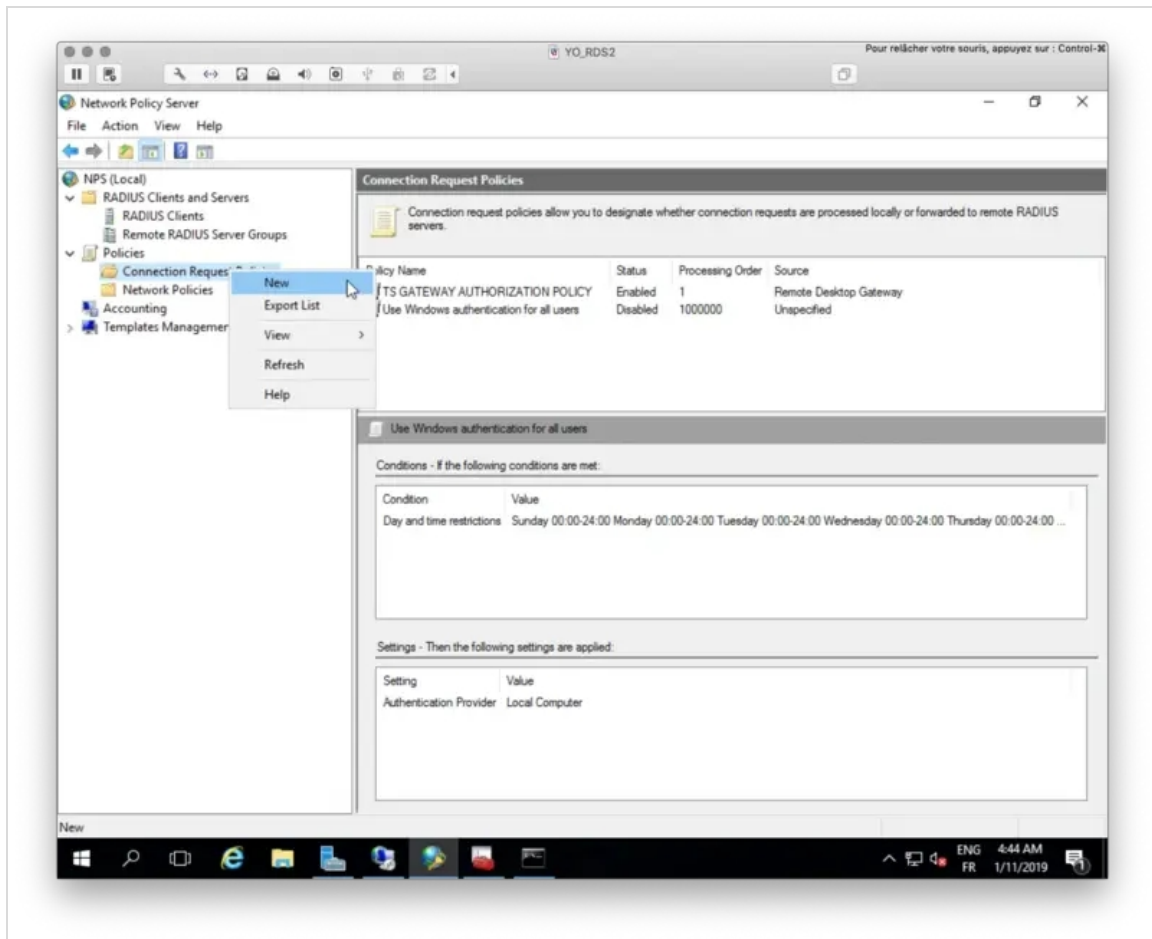 YO_RDS2
Pour relâcher votre souris, appuyez sur : Control-⌘
Network Policy Server
File Action View Help
NPS (Local)
RADIUS Clients and Servers
RADIUS Clients
Remote RADIUS Server Groups
Policies
Connection Request
Network Policies
Accounting
Templates Managemen
New
Export List
View
Refresh
Help
Connection Request Policies
Connection request policies allow you to designate whether connection requests are processed locally or forwarded to remote RADIUS
servers.
Policy Name Status Processing Order Source
TS GATEWAY AUTHORIZATION POLICY Enabled 1 Remote Desktop Gateway
Use Windows authentication for all users Disabled 1000000 Unspecified
Use Windows authentication for all users
Conditions - If the following conditions are met:
Condition Value
Day and time restrictions Sunday 00:00-24:00 Monday 00:00-24:00 Tuesday 00:00-24:00 Wednesday 00:00-24:00 Thursday 00:00-24:00 ...
Settings - Then the following settings are applied:
Setting Value
Authentication Provider Local Computer
New
ENG 4:44 AM
FR 1/11/2019
1